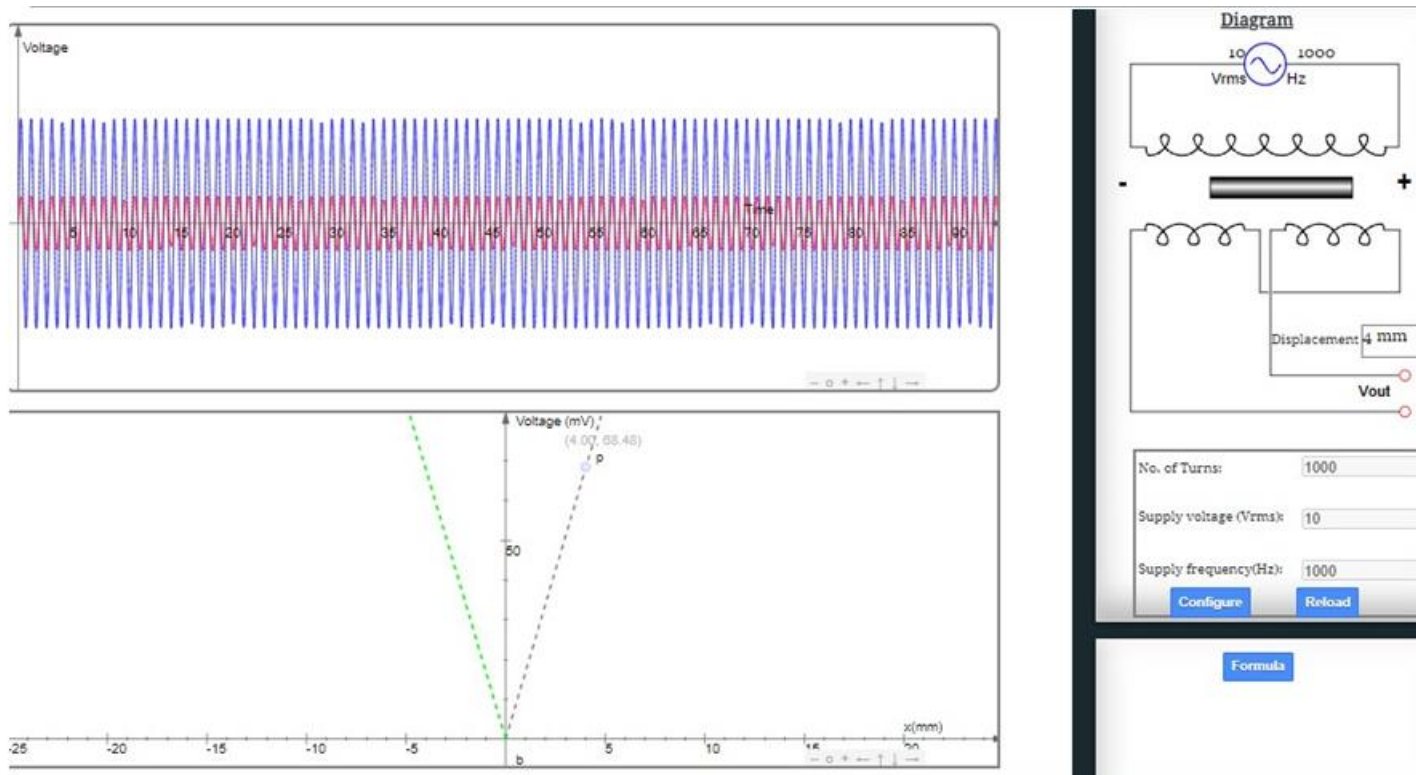 Voltage
Time
5 10 15 20 25 30 35 40 45 50 55 60 65 70 75 80 85 90
− o + ← ↑ ↓ →
Voltage (mV)
(4.00, 68.48)
p
50
x(mm)
-25 -20 -15 -10 -5 5 10 15 20
b
− o + ← ↑ ↓ →
Diagram
10 1000
Vrms Hz
- +
Displacement 4 mm
Vout
No. of Turns: 1000
Supply voltage (Vrms): 10
Supply frequency(Hz): 1000
Configure Reload
Formula